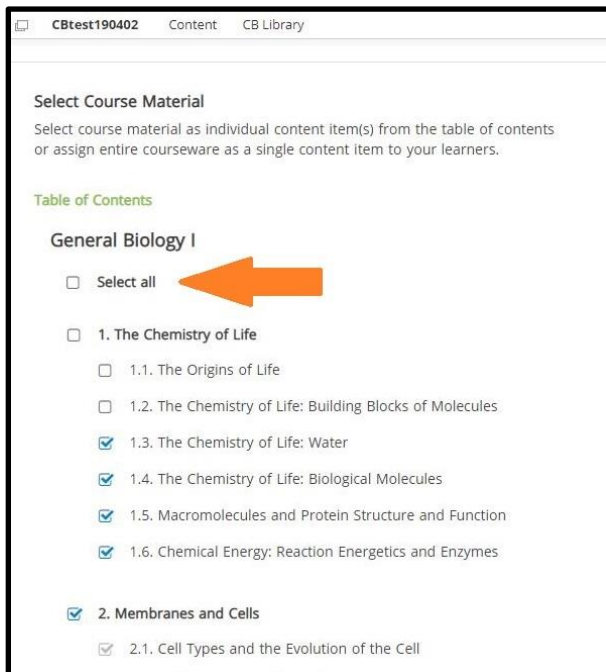 CBtest190402 Content CB Library
Select Course Material
Select course material as individual content item(s) from the table of contents
or assign entire courseware as a single content item to your learners.
Table of Contents
General Biology I
Select all
1. The Chemistry of Life
1.1. The Origins of Life
1.2. The Chemistry of Life: Building Blocks of Molecules
1.3. The Chemistry of Life: Water
1.4. The Chemistry of Life: Biological Molecules
1.5. Macromolecules and Protein Structure and Function
1.6. Chemical Energy: Reaction Energetics and Enzymes
2. Membranes and Cells
2.1. Cell Types and the Evolution of the Cell